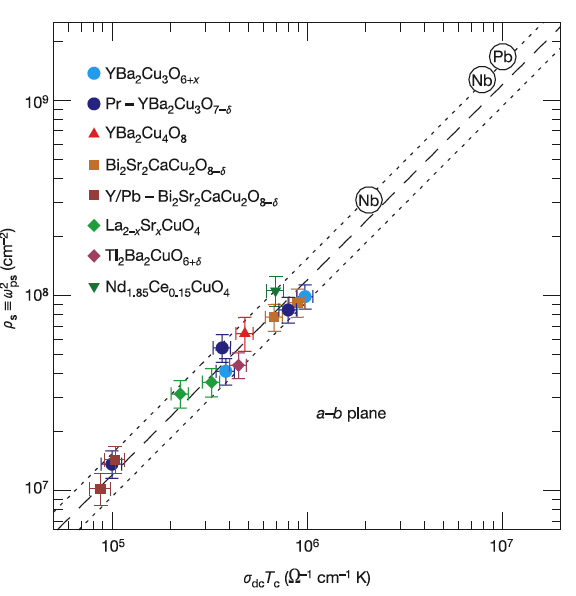 Pb
Nb
10⁹
YBa₂Cu₃O₆₊ₓ
Pr – YBa₂Cu₃O₇₋δ
YBa₂Cu₄O₈
Bi₂Sr₂CaCu₂O₈₋δ
Y/Pb – Bi₂Sr₂CaCu₂O₈₋δ
La₂₋ₓSrₓCuO₄
Tl₂Ba₂CuO₆₊δ
Nd₁.₈₅Ce₀.₁₅CuO₄
Nb
ρₛ ≡ ω²ₚₛ (cm⁻²)
10⁸
a–b plane
10⁷
10⁵ 10⁶ 10⁷
σ_dcT_c (Ω⁻¹ cm⁻¹ K)